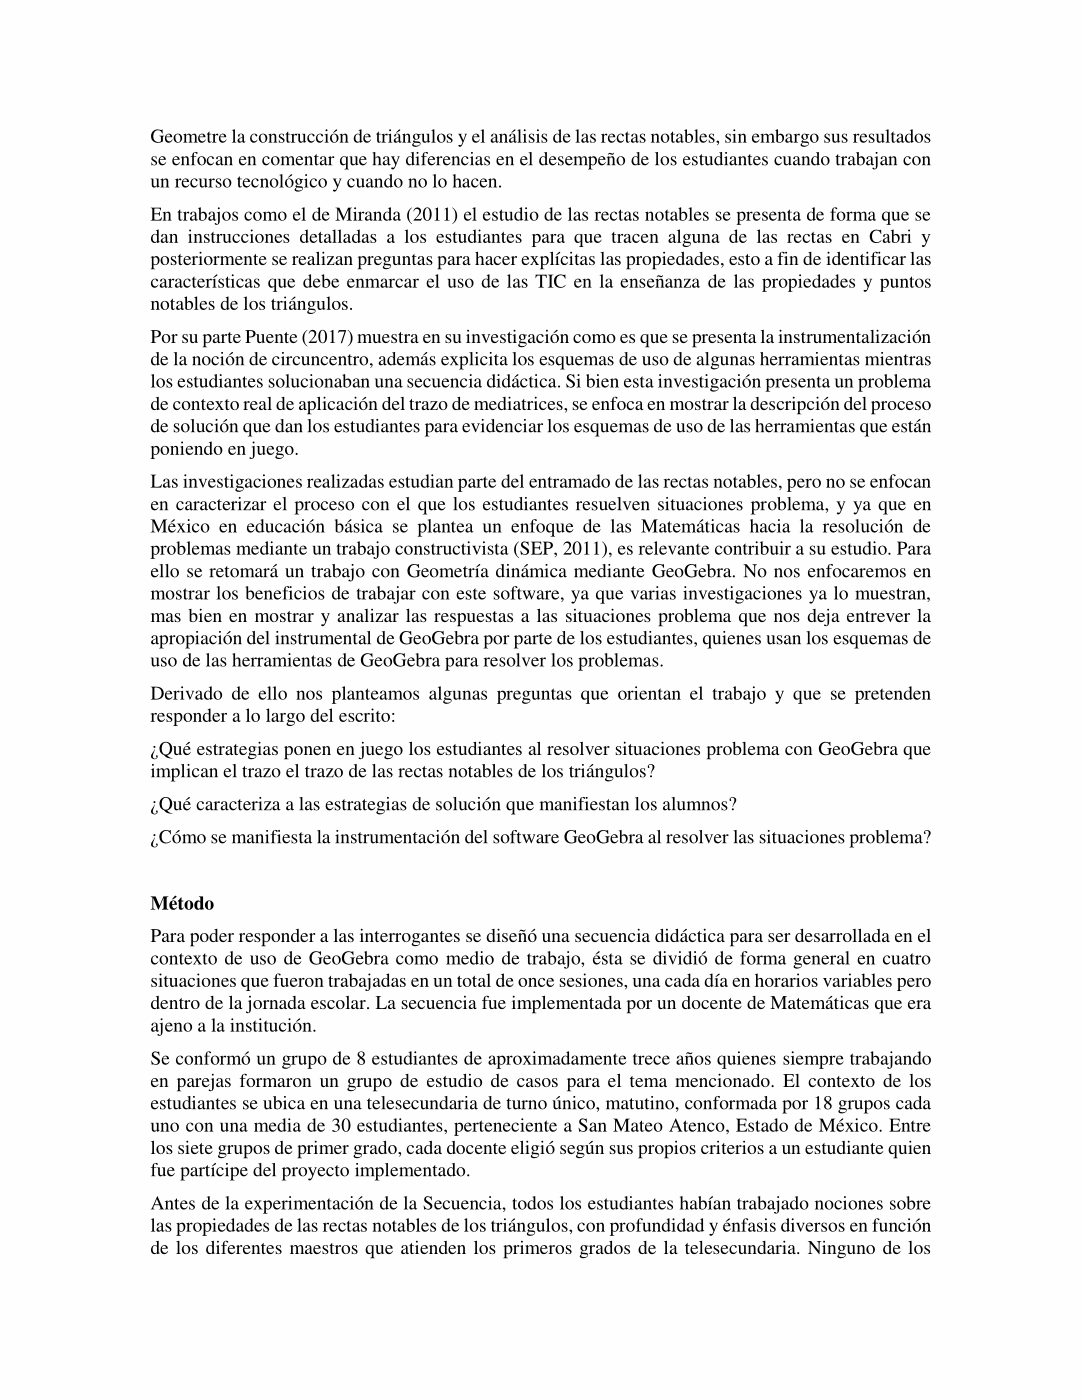 Geometre la construcción de triángulos y el análisis de las rectas notables, sin embargo sus resultados
se enfocan en comentar que hay diferencias en el desempeño de los estudiantes cuando trabajan con
un recurso tecnológico y cuando no lo hacen.
En trabajos como el de Miranda (2011) el estudio de las rectas notables se presenta de forma que se
dan instrucciones detalladas a los estudiantes para que tracen alguna de las rectas en Cabri y
posteriormente se realizan preguntas para hacer explícitas las propiedades, esto a fin de identificar las
características que debe enmarcar el uso de las TIC en la enseñanza de las propiedades y puntos
notables de los triángulos.
Por su parte Puente (2017) muestra en su investigación como es que se presenta la instrumentalización
de la noción de circuncentro, además explicita los esquemas de uso de algunas herramientas mientras
los estudiantes solucionaban una secuencia didáctica. Si bien esta investigación presenta un problema
de contexto real de aplicación del trazo de mediatrices, se enfoca en mostrar la descripción del proceso
de solución que dan los estudiantes para evidenciar los esquemas de uso de las herramientas que están
poniendo en juego.
Las investigaciones realizadas estudian parte del entramado de las rectas notables, pero no se enfocan
en caracterizar el proceso con el que los estudiantes resuelven situaciones problema, y ya que en
México en educación básica se plantea un enfoque de las Matemáticas hacia la resolución de
problemas mediante un trabajo constructivista (SEP, 2011), es relevante contribuir a su estudio. Para
ello se retomará un trabajo con Geometría dinámica mediante GeoGebra. No nos enfocaremos en
mostrar los beneficios de trabajar con este software, ya que varias investigaciones ya lo muestran,
mas bien en mostrar y analizar las respuestas a las situaciones problema que nos deja entrever la
apropiación del instrumental de GeoGebra por parte de los estudiantes, quienes usan los esquemas de
uso de las herramientas de GeoGebra para resolver los problemas.
Derivado de ello nos planteamos algunas preguntas que orientan el trabajo y que se pretenden
responder a lo largo del escrito:
¿Qué estrategias ponen en juego los estudiantes al resolver situaciones problema con GeoGebra que
implican el trazo el trazo de las rectas notables de los triángulos?
¿Qué caracteriza a las estrategias de solución que manifiestan los alumnos?
¿Cómo se manifiesta la instrumentación del software GeoGebra al resolver las situaciones problema?
Método
Para poder responder a las interrogantes se diseñó una secuencia didáctica para ser desarrollada en el
contexto de uso de GeoGebra como medio de trabajo, ésta se dividió de forma general en cuatro
situaciones que fueron trabajadas en un total de once sesiones, una cada día en horarios variables pero
dentro de la jornada escolar. La secuencia fue implementada por un docente de Matemáticas que era
ajeno a la institución.
Se conformó un grupo de 8 estudiantes de aproximadamente trece años quienes siempre trabajando
en parejas formaron un grupo de estudio de casos para el tema mencionado. El contexto de los
estudiantes se ubica en una telesecundaria de turno único, matutino, conformada por 18 grupos cada
uno con una media de 30 estudiantes, perteneciente a San Mateo Atenco, Estado de México. Entre
los siete grupos de primer grado, cada docente eligió según sus propios criterios a un estudiante quien
fue partícipe del proyecto implementado.
Antes de la experimentación de la Secuencia, todos los estudiantes habían trabajado nociones sobre
las propiedades de las rectas notables de los triángulos, con profundidad y énfasis diversos en función
de los diferentes maestros que atienden los primeros grados de la telesecundaria. Ninguno de los